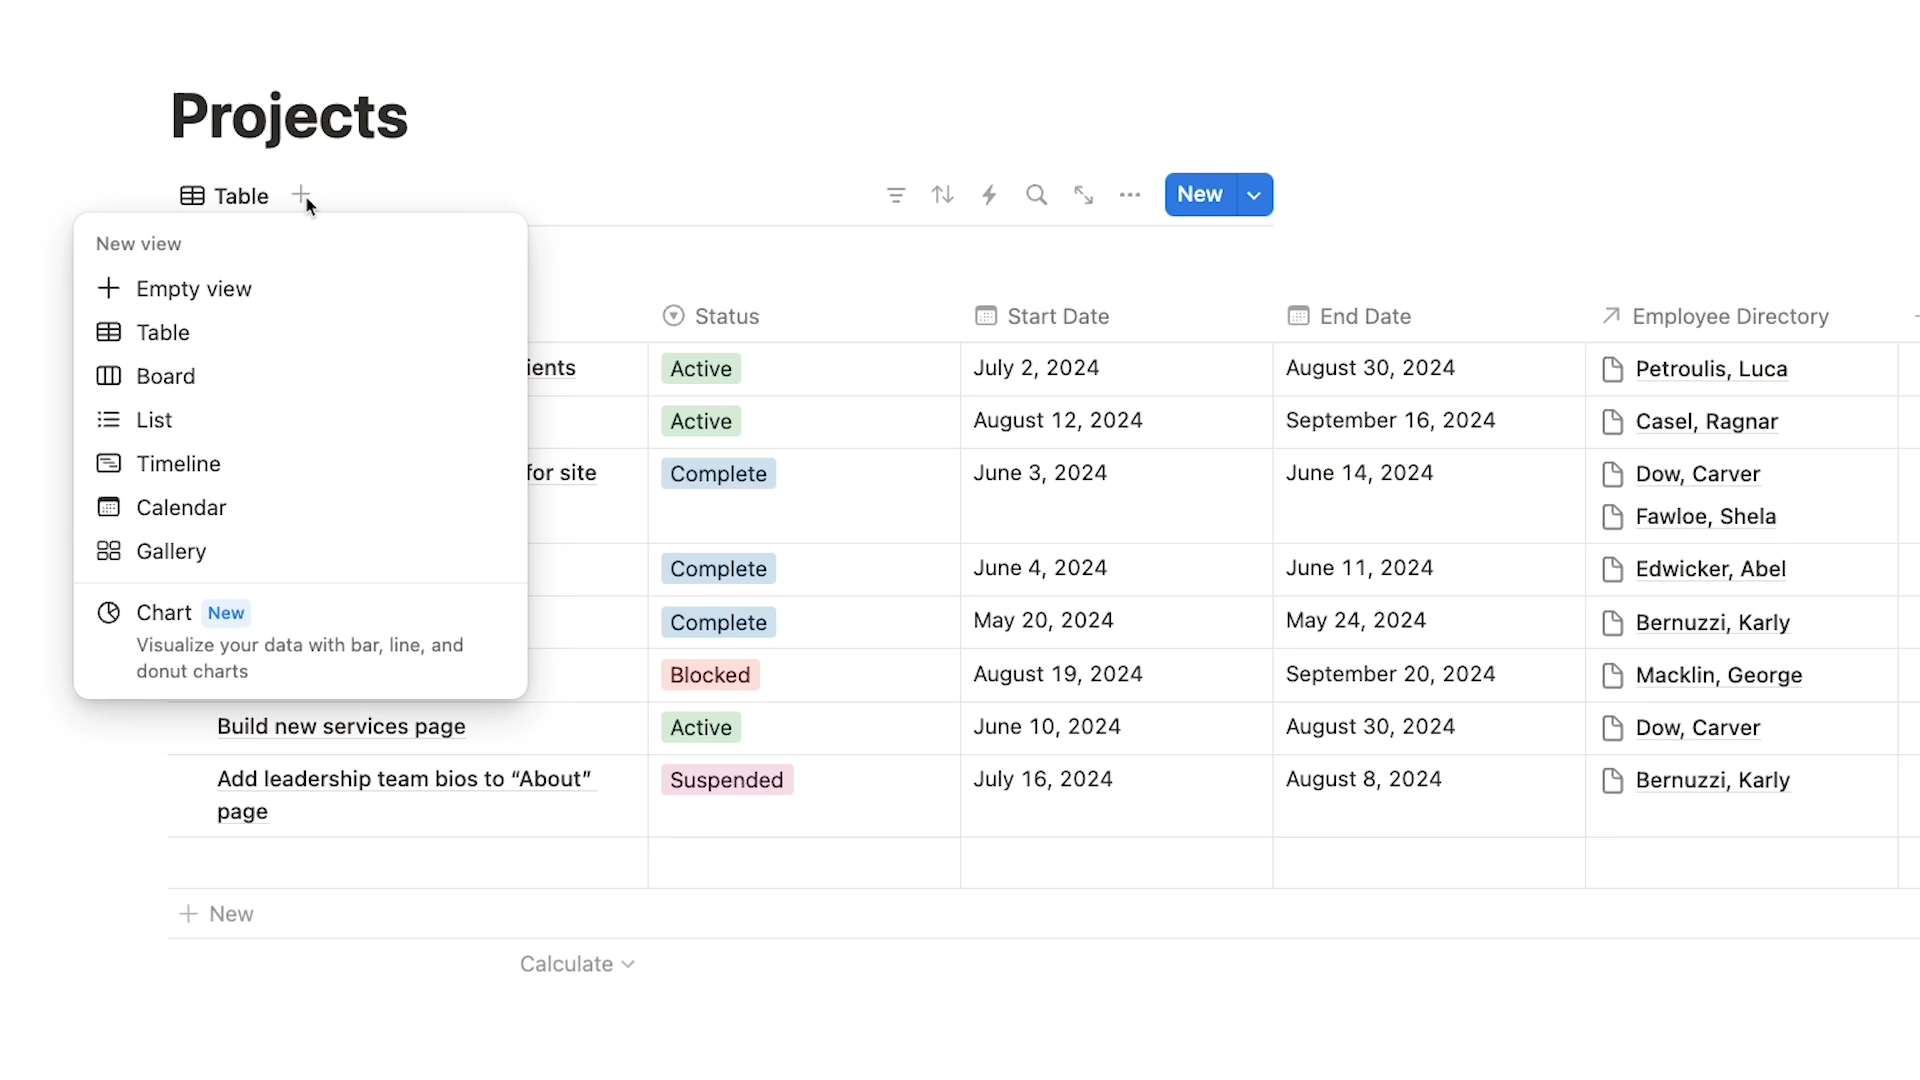 Projects
Table
New
New view
Empty view
Table
Board
List
Timeline
Calendar
Gallery
Chart New
Visualize your data with bar, line, and
donut charts
Status Start Date End Date Employee Directory
Active July 2, 2024 August 30, 2024 Petroulis, Luca
Active August 12, 2024 September 16, 2024 Casel, Ragnar
for site Complete June 3, 2024 June 14, 2024 Dow, Carver
Fawloe, Shela
Complete June 4, 2024 June 11, 2024 Edwicker, Abel
Complete May 20, 2024 May 24, 2024 Bernuzzi, Karly
Blocked August 19, 2024 September 20, 2024 Macklin, George
Build new services page Active June 10, 2024 August 30, 2024 Dow, Carver
Add leadership team bios to “About” Suspended July 16, 2024 August 8, 2024 Bernuzzi, Karly
page
New
Calculate